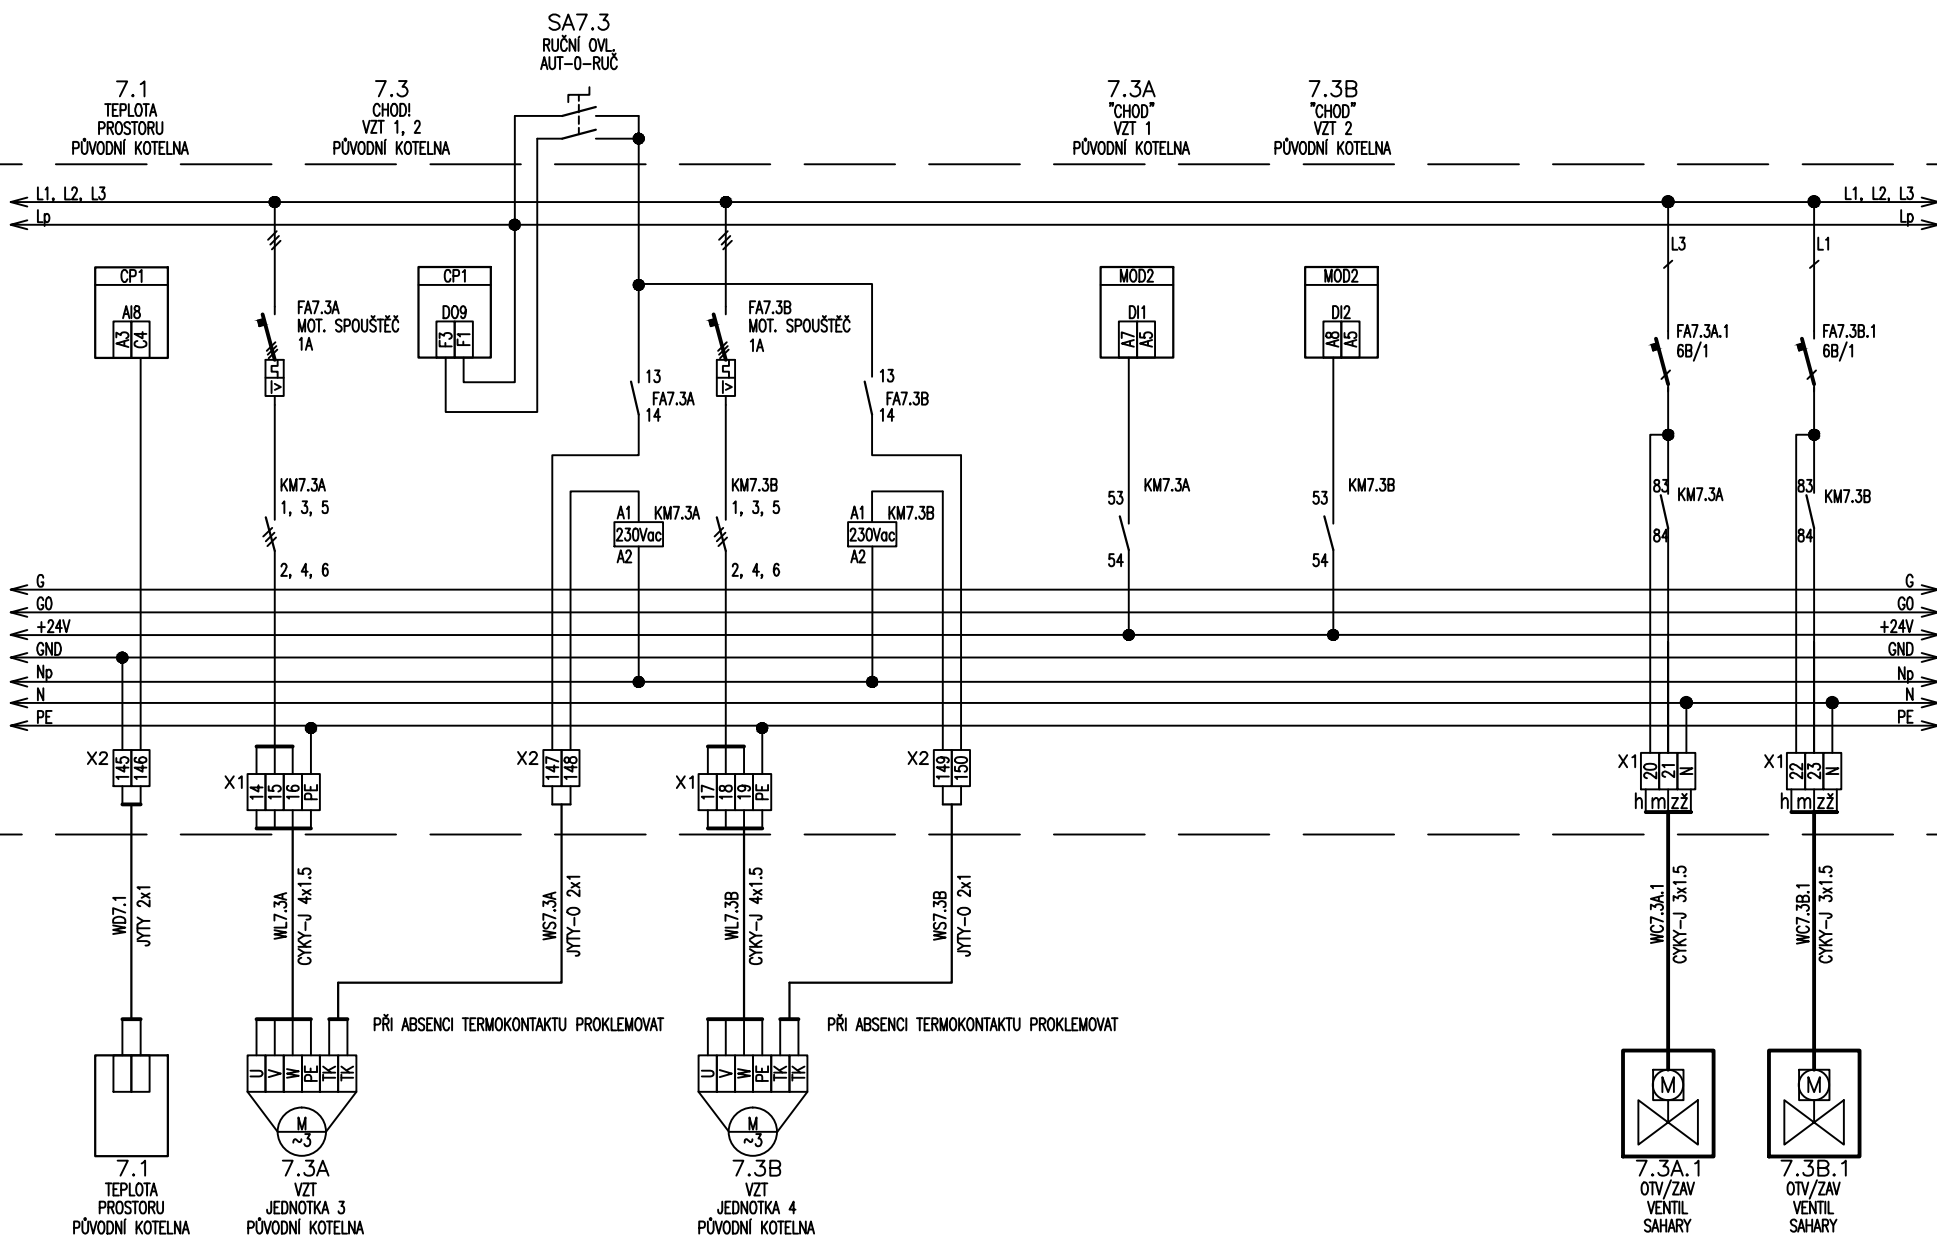 SA7.3
RUČNÍ OVL.
AUT-0-RUČ
7.1
TEPLOTA
PROSTORU
PŮVODNÍ KOTELNA
7.3
CHOD!
VZT 1, 2
PŮVODNÍ KOTELNA
7.3A
"CHOD"
VZT 1
PŮVODNÍ KOTELNA
7.3B
"CHOD"
VZT 2
PŮVODNÍ KOTELNA
L1, L2, L3
L1, L2, L3
Lp
Lp
L3
L1
CP1
AI8
A3
C4
FA7.3A
MOT. SPOUŠTĚČ
1A
I>
CP1
DO9
F3
F1
FA7.3B
MOT. SPOUŠTĚČ
1A
I>
MOD2
DI1
A7
A5
MOD2
DI2
A8
A5
FA7.3A.1
6B/1
FA7.3B.1
6B/1
13
FA7.3A
14
13
FA7.3B
14
KM7.3A
1, 3, 5
2, 4, 6
A1
KM7.3A
230Vac
A2
KM7.3B
1, 3, 5
2, 4, 6
A1
KM7.3B
230Vac
A2
53
KM7.3A
54
53
KM7.3B
54
83
KM7.3A
84
83
KM7.3B
84
G
G
G0
G0
+24V
+24V
GND
GND
Np
Np
N
N
PE
PE
X2
145
146
X1
14
15
16
PE
X2
147
148
X1
17
18
19
PE
X2
149
150
X1
20
21
N
h m zž
X1
22
23
N
h m zž
WD7.1
JYTY 2x1
WL7.3A
CYKY-J 4x1.5
WS7.3A
JYTY-O 2x1
WL7.3B
CYKY-J 4x1.5
WS7.3B
JYTY-O 2x1
WC7.3A.1
CYKY-J 3x1.5
WC7.3B.1
CYKY-J 3x1.5
PŘI ABSENCI TERMOKONTAKTU PROKLEMOVAT
PŘI ABSENCI TERMOKONTAKTU PROKLEMOVAT
U
V
W
PE
TK
TK
M
~3
U
V
W
PE
TK
TK
M
~3
M
M
7.1
TEPLOTA
PROSTORU
PŮVODNÍ KOTELNA
7.3A
VZT
JEDNOTKA 3
PŮVODNÍ KOTELNA
7.3B
VZT
JEDNOTKA 4
PŮVODNÍ KOTELNA
7.3A.1
OTV/ZAV
VENTIL
SAHARY
7.3B.1
OTV/ZAV
VENTIL
SAHARY